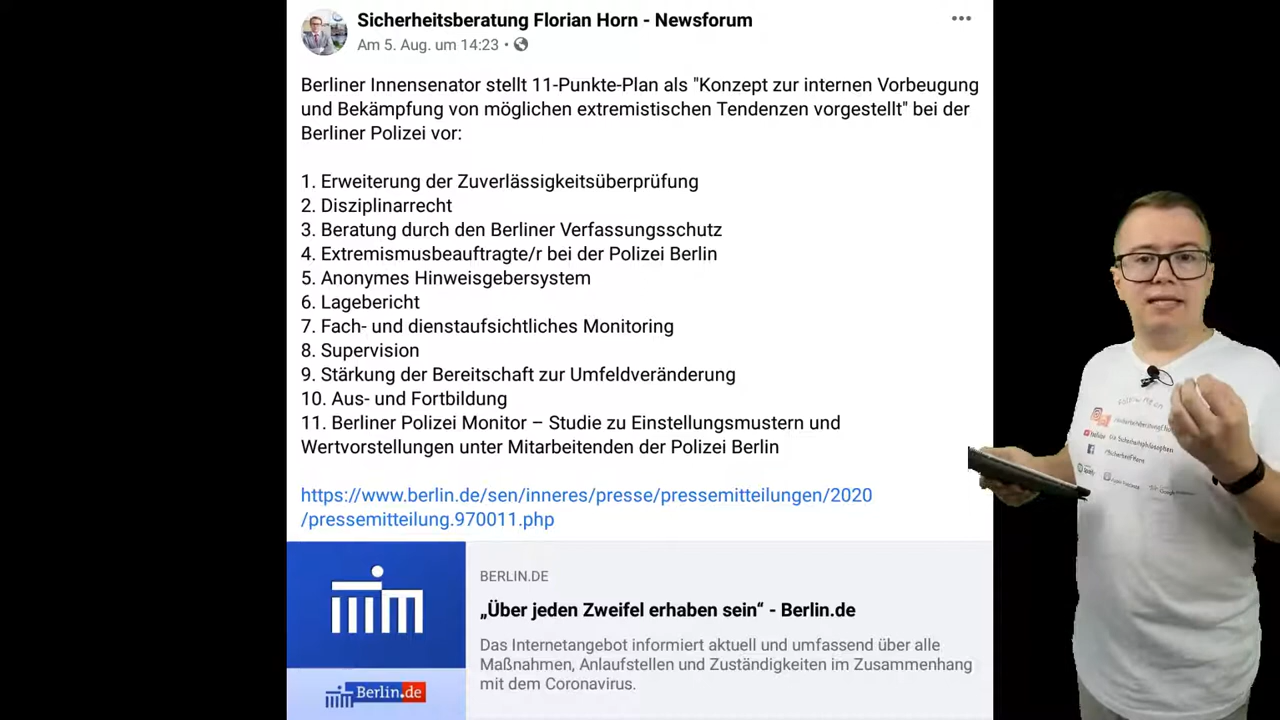 Sicherheitsberatung Florian Horn - Newsforum
Am 5. Aug. um 14:23 •
Berliner Innensenator stellt 11-Punkte-Plan als "Konzept zur internen Vorbeugung
und Bekämpfung von möglichen extremistischen Tendenzen vorgestellt" bei der
Berliner Polizei vor:
1. Erweiterung der Zuverlässigkeitsüberprüfung
2. Disziplinarrecht
3. Beratung durch den Berliner Verfassungsschutz
4. Extremismusbeauftragte/r bei der Polizei Berlin
5. Anonymes Hinweisgebersystem
6. Lagebericht
7. Fach- und dienstaufsichtliches Monitoring
8. Supervision
9. Stärkung der Bereitschaft zur Umfeldveränderung
10. Aus- und Fortbildung
11. Berliner Polizei Monitor – Studie zu Einstellungsmustern und
Wertvorstellungen unter Mitarbeitenden der Polizei Berlin
https://www.berlin.de/sen/inneres/presse/pressemitteilungen/2020
/pressemitteilung.970011.php
BERLIN.DE
„Über jeden Zweifel erhaben sein“ - Berlin.de
Das Internetangebot informiert aktuell und umfassend über alle
Maßnahmen, Anlaufstellen und Zuständigkeiten im Zusammenhang
mit dem Coronavirus.
Berlin.de